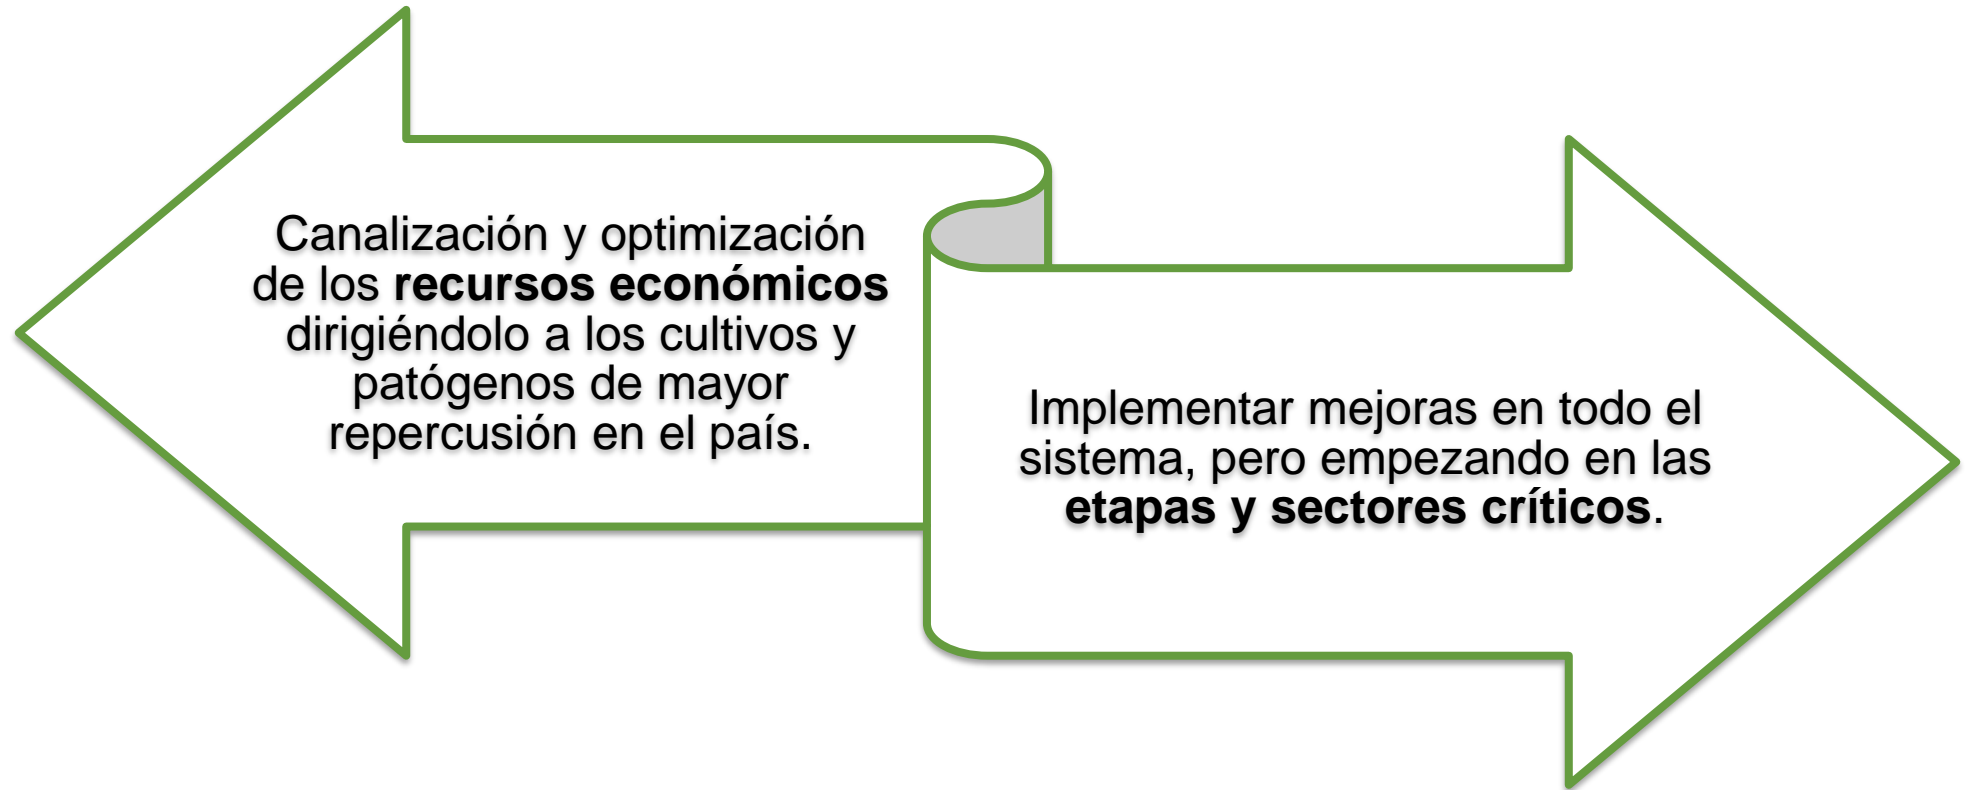 Canalización y optimización
de los recursos económicos
dirigiéndolo a los cultivos y
patógenos de mayor
repercusión en el país.
Implementar mejoras en todo el
sistema, pero empezando en las
etapas y sectores críticos.